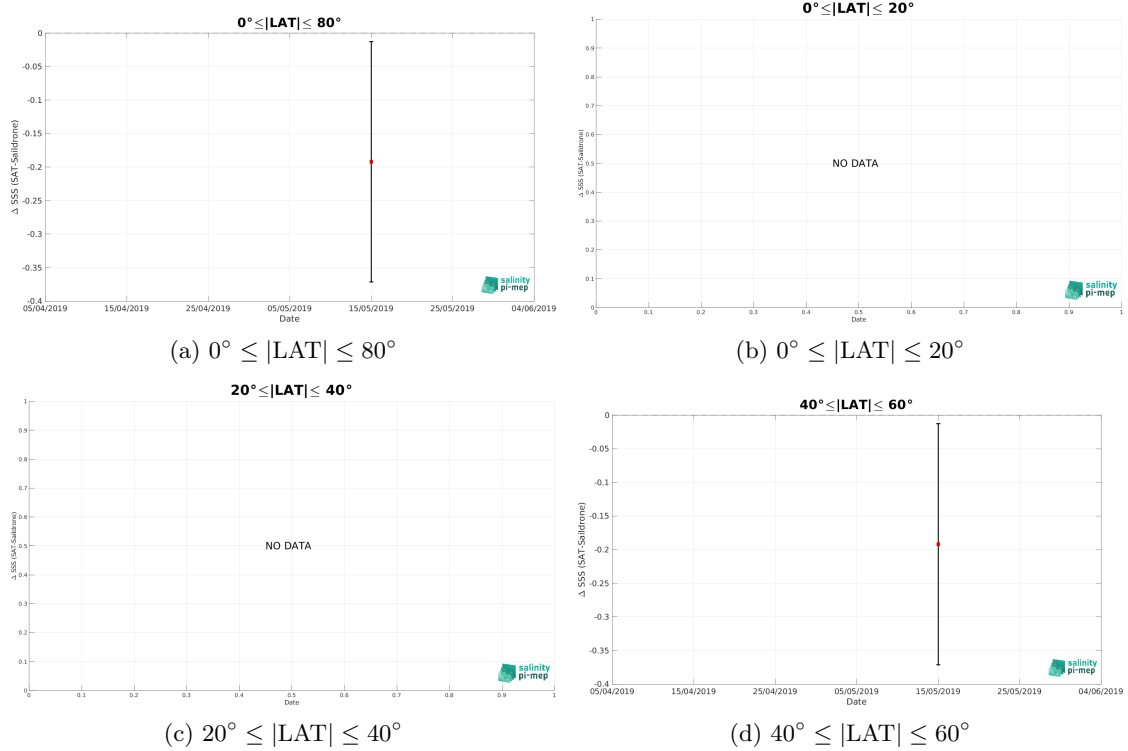 0°≤|LAT|≤ 80°
Δ SSS (SAT-Saildrone)
0
-0.05
-0.1
-0.15
-0.2
-0.25
-0.3
-0.35
-0.4
05/04/2019 15/04/2019 25/04/2019 05/05/2019 15/05/2019 25/05/2019 04/06/2019
Date
salinity
pi-mep
(a) 0° ≤ |LAT| ≤ 80°
0°≤|LAT|≤ 20°
Δ SSS (SAT-Saildrone)
1
0.9
0.8
0.7
0.6
0.5
0.4
0.3
0.2
0.1
0
NO DATA
0 0.1 0.2 0.3 0.4 0.5 0.6 0.7 0.8 0.9 1
Date
salinity
pi-mep
(b) 0° ≤ |LAT| ≤ 20°
20°≤|LAT|≤ 40°
Δ SSS (SAT-Saildrone)
1
0.9
0.8
0.7
0.6
0.5
0.4
0.3
0.2
0.1
0
NO DATA
0 0.1 0.2 0.3 0.4 0.5 0.6 0.7 0.8 0.9 1
Date
salinity
pi-mep
(c) 20° ≤ |LAT| ≤ 40°
40°≤|LAT|≤ 60°
Δ SSS (SAT-Saildrone)
0
-0.05
-0.1
-0.15
-0.2
-0.25
-0.3
-0.35
-0.4
05/04/2019 15/04/2019 25/04/2019 05/05/2019 15/05/2019 25/05/2019 04/06/2019
Date
salinity
pi-mep
(d) 40° ≤ |LAT| ≤ 60°